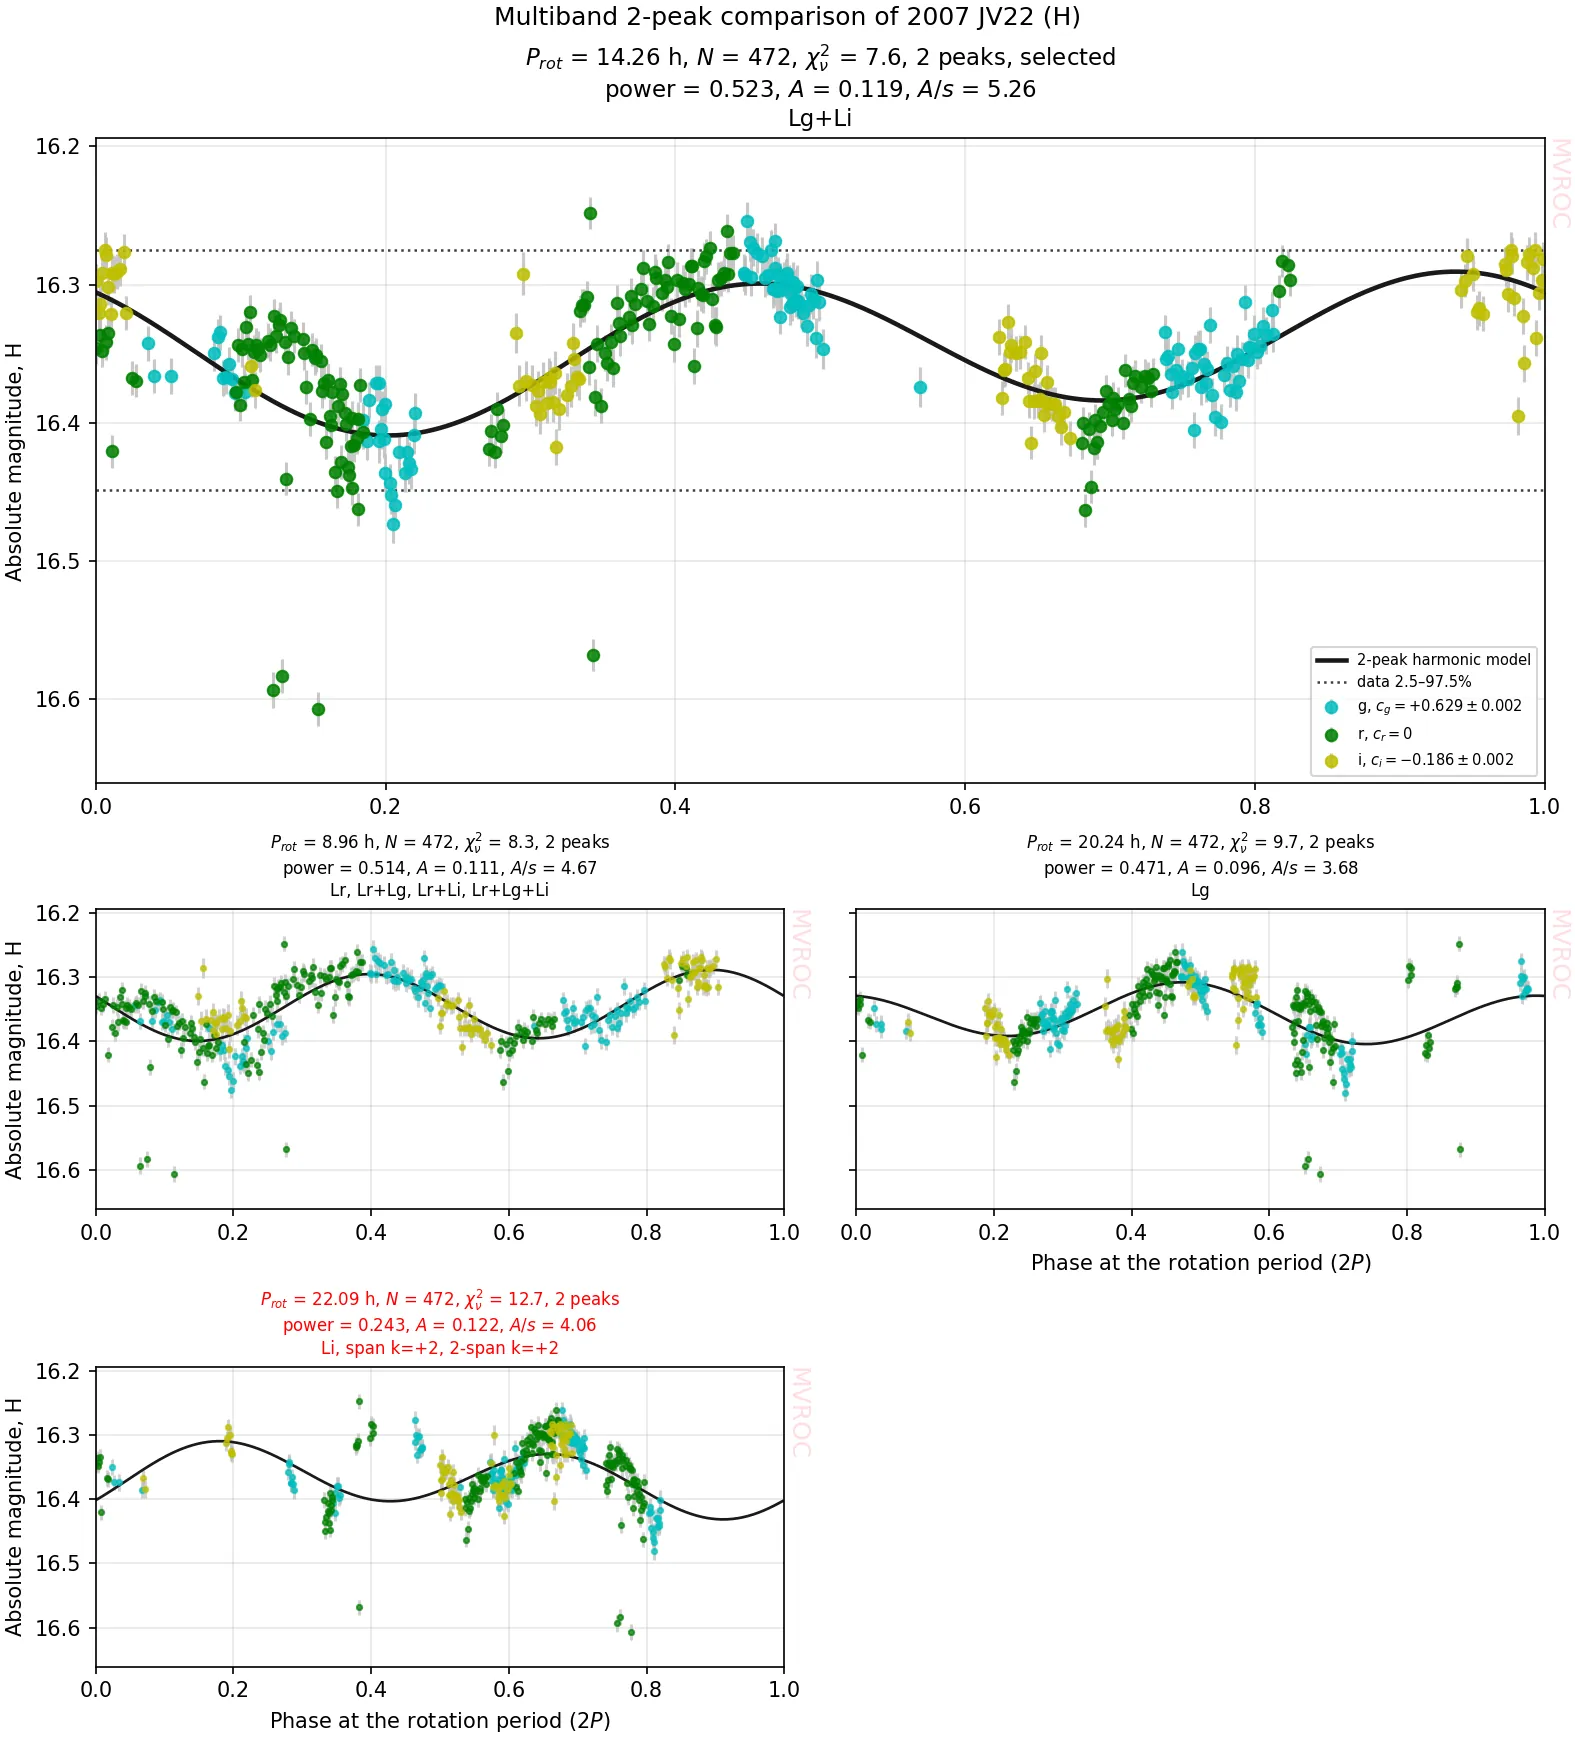 Multiband 2-peak comparison of 2007 JV22 (H)
P_rot = 14.26 h, N = 472, χ²_ν = 7.6, 2 peaks, selected
power = 0.523, A = 0.119, A/s = 5.26
Lg+Li
16.2
16.3
16.4
16.5
16.6
Absolute magnitude, H
MVROC
2-peak harmonic model
data 2.5–97.5%
g, c_g = +0.629 ± 0.002
r, c_r = 0
i, c_i = −0.186 ± 0.002
0.0 0.2 0.4 0.6 0.8 1.0
P_rot = 8.96 h, N = 472, χ²_ν = 8.3, 2 peaks
power = 0.514, A = 0.111, A/s = 4.67
Lr, Lr+Lg, Lr+Li, Lr+Lg+Li
16.2
16.3
16.4
16.5
16.6
Absolute magnitude, H
MVROC
0.0 0.2 0.4 0.6 0.8 1.0
P_rot = 20.24 h, N = 472, χ²_ν = 9.7, 2 peaks
power = 0.471, A = 0.096, A/s = 3.68
Lg
MVROC
0.0 0.2 0.4 0.6 0.8 1.0
Phase at the rotation period (2P)
P_rot = 22.09 h, N = 472, χ²_ν = 12.7, 2 peaks
power = 0.243, A = 0.122, A/s = 4.06
Li, span k=+2, 2-span k=+2
16.2
16.3
16.4
16.5
16.6
Absolute magnitude, H
MVROC
0.0 0.2 0.4 0.6 0.8 1.0
Phase at the rotation period (2P)